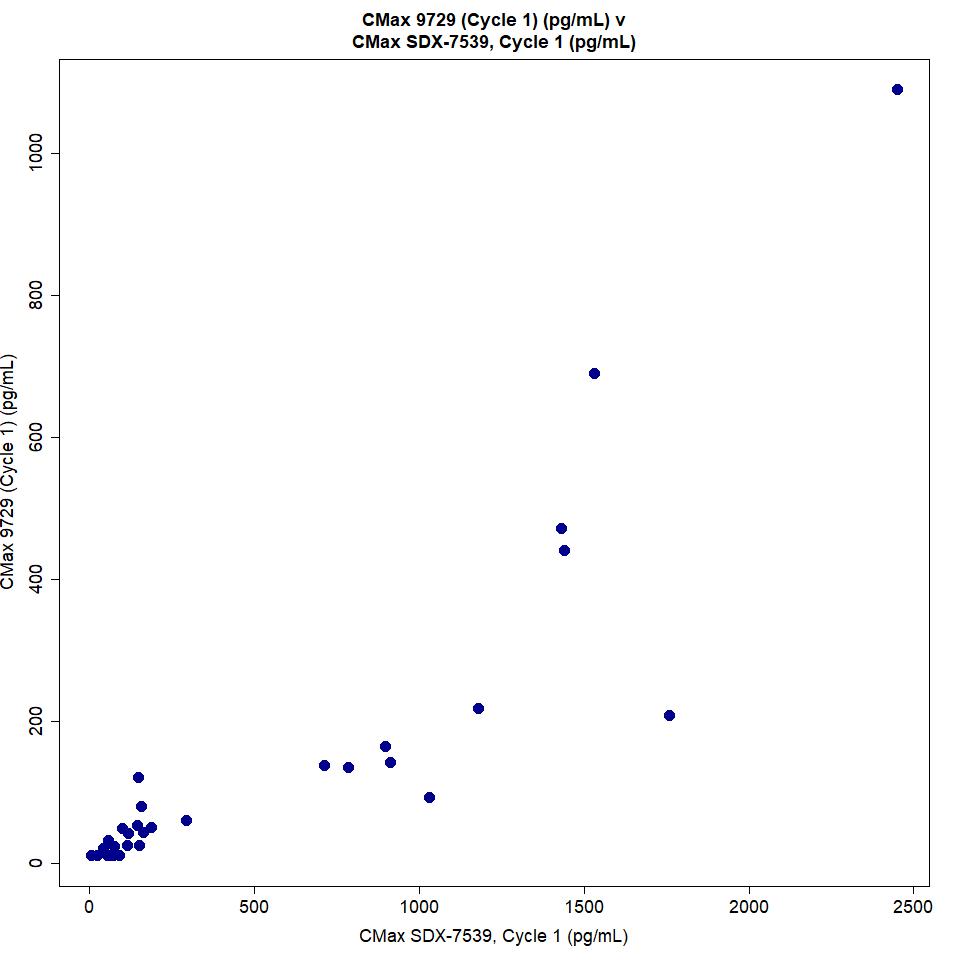 CMax 9729 (Cycle 1) (pg/mL) v
CMax SDX-7539, Cycle 1 (pg/mL)
CMax 9729 (Cycle 1) (pg/mL)
1000
800
600
400
200
0
0 500 1000 1500 2000 2500
CMax SDX-7539, Cycle 1 (pg/mL)